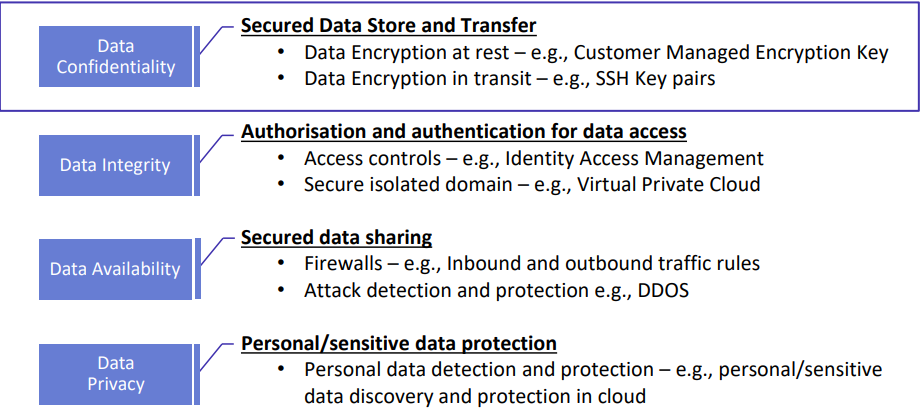 Data
Confidentiality
Secured Data Store and Transfer
• Data Encryption at rest – e.g., Customer Managed Encryption Key
• Data Encryption in transit – e.g., SSH Key pairs
Data Integrity
Authorisation and authentication for data access
• Access controls – e.g., Identity Access Management
• Secure isolated domain – e.g., Virtual Private Cloud
Data Availability
Secured data sharing
• Firewalls – e.g., Inbound and outbound traffic rules
• Attack detection and protection e.g., DDOS
Data
Privacy
Personal/sensitive data protection
• Personal data detection and protection – e.g., personal/sensitive
data discovery and protection in cloud